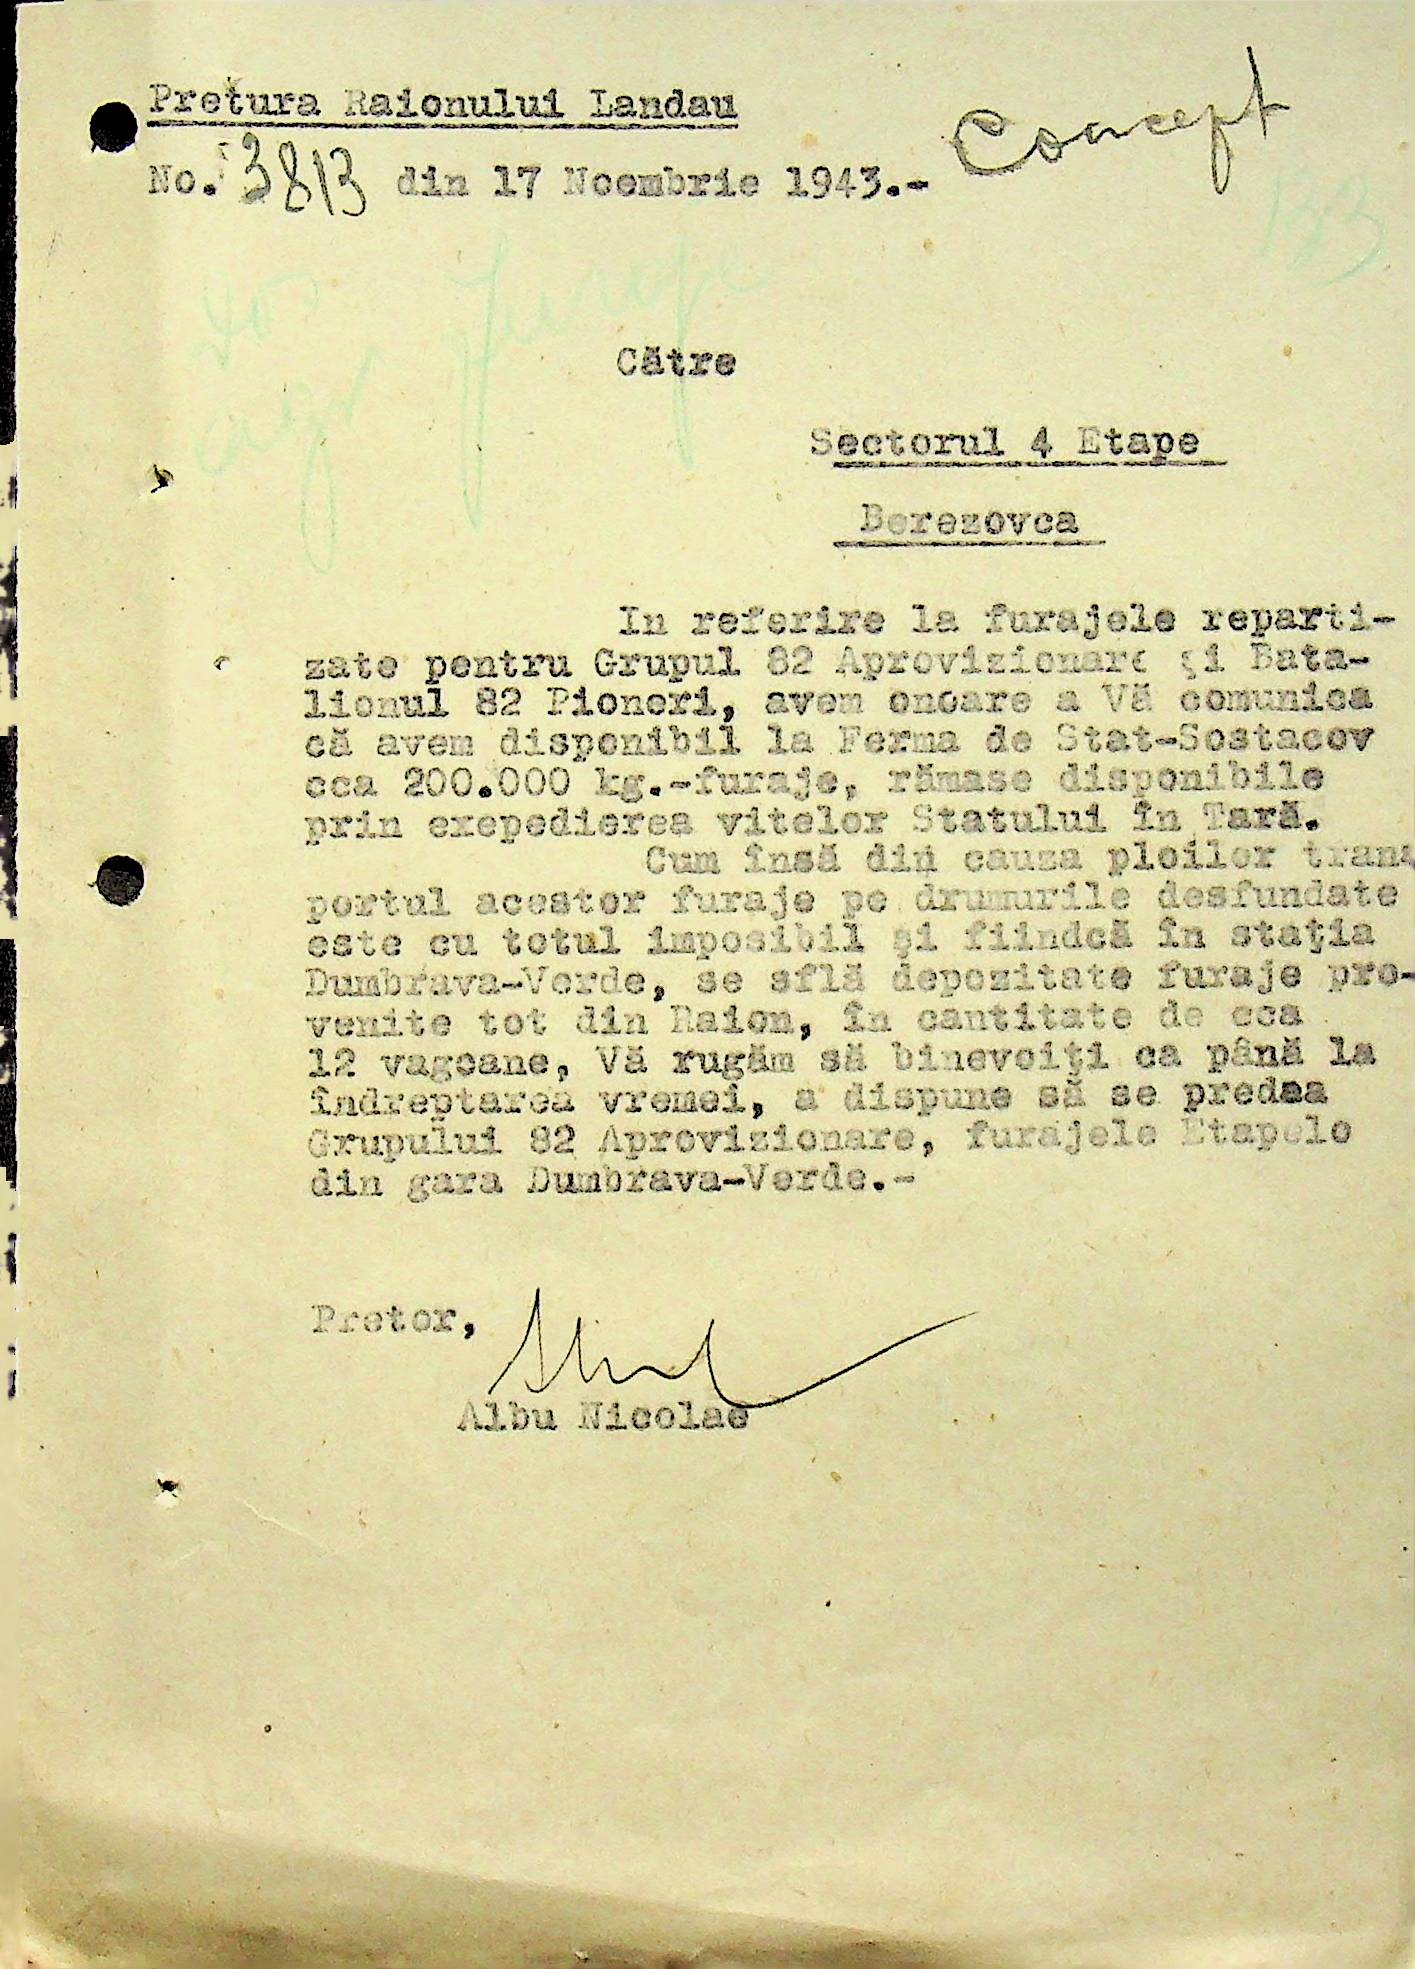 Pretura Raionului Landau
Concept
No. 3813 din 17 Noembrie 1943.-
Către
Sectorul 4 Etape
Berezovca
In referire la furajele reparti-
zate pentru Grupul 82 Aprovizionare şi Bata-
lionul 82 Pioneri, avem onoare a Vă comunica
că avem disponibil la Ferma de Stat-Sostacov
cca 200.000 kg.-furaje, rămase disponibile
prin exepedierea vitelor Statului în Tară.
Cum însă din cauza ploilor trans
portul acestor furaje pe drumurile desfundate
este cu totul imposibil şi fiindcă în staţia
Dumbrava-Verde, se sflă depozitate furaje pro-
venite tot din Raion, în cantitate de cca
12 vagoane, Vă rugăm să binevoiţi ca până la
îndreptarea vremei, a dispune să se predea
Grupului 82 Aprovizionare, furajele Etapelo
din gara Dumbrava-Verde.-
Pretor,
Albu Nicolae